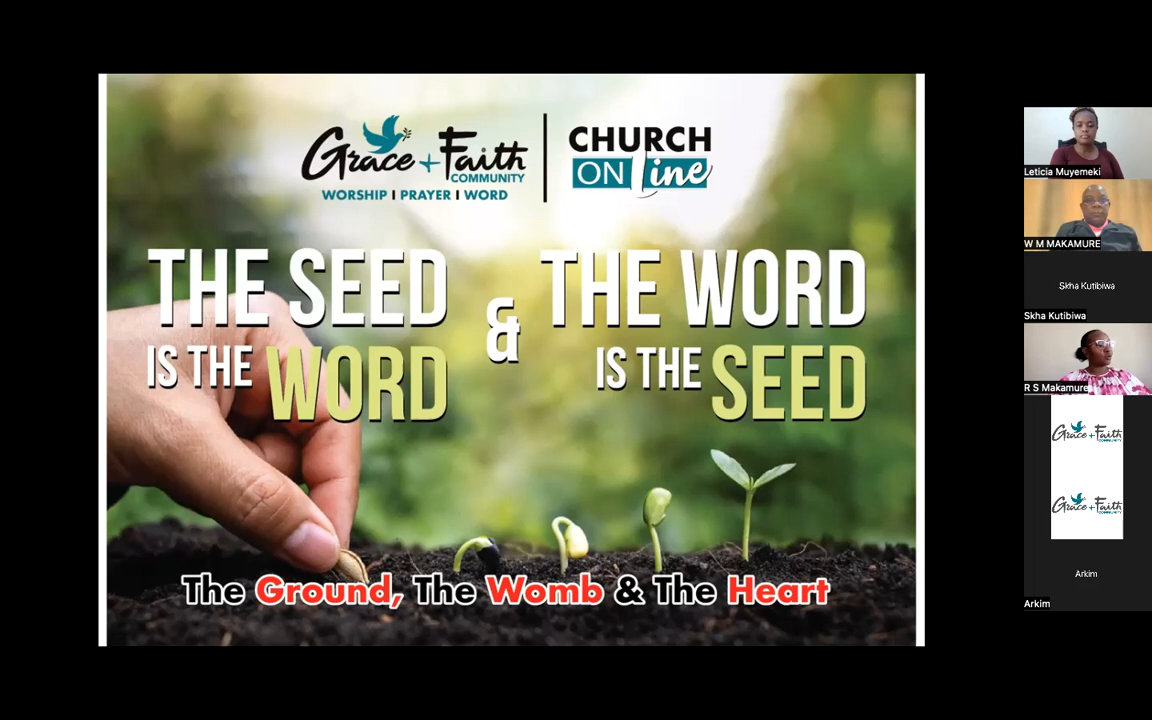 Grace + Faith
COMMUNITY
WORSHIP | PRAYER | WORD
CHURCH
ON Line
THE SEED
IS THE WORD
&
THE WORD
IS THE SEED
The Ground, The Womb & The Heart
Leticia Muyemeki
W M MAKAMURE
Skha Kutibiwa
Skha Kutibiwa
R S Makamure
Grace + Faith
COMMUNITY
Grace + Faith
COMMUNITY
Arkim
Arkim